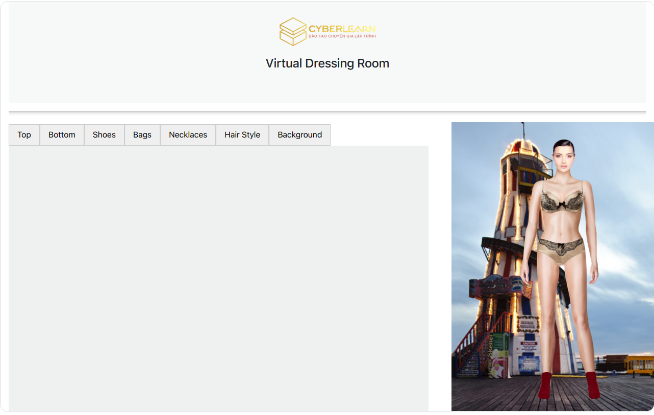 CYBERLEARN
ĐÀO TẠO CHUYÊN GIA LẬP TRÌNH
Virtual Dressing Room
Top
Bottom
Shoes
Bags
Necklaces
Hair Style
Background